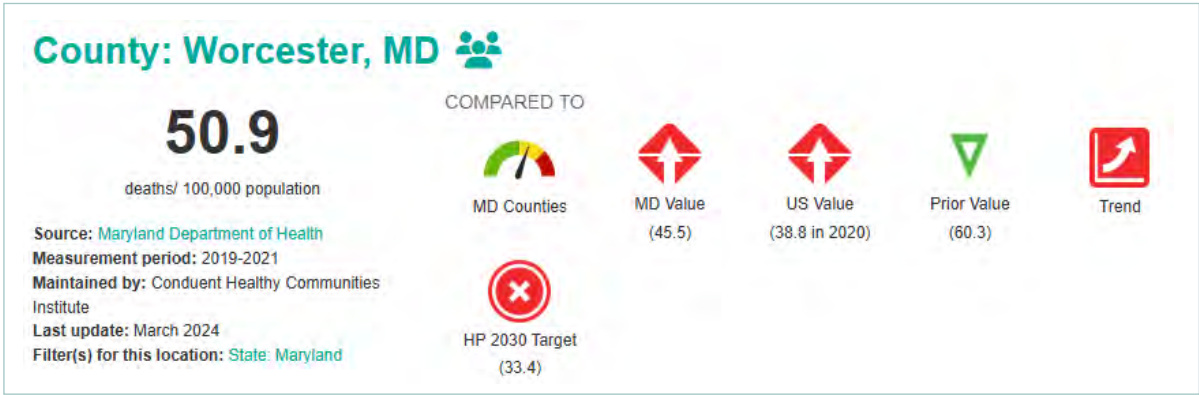 County: Worcester, MD
50.9
deaths/ 100,000 population
Source: Maryland Department of Health
Measurement period: 2019-2021
Maintained by: Conduent Healthy Communities
Institute
Last update: March 2024
Filter(s) for this location: State: Maryland
COMPARED TO
MD Counties
MD Value
(45.5)
US Value
(38.8 in 2020)
Prior Value
(60.3)
Trend
HP 2030 Target
(33.4)